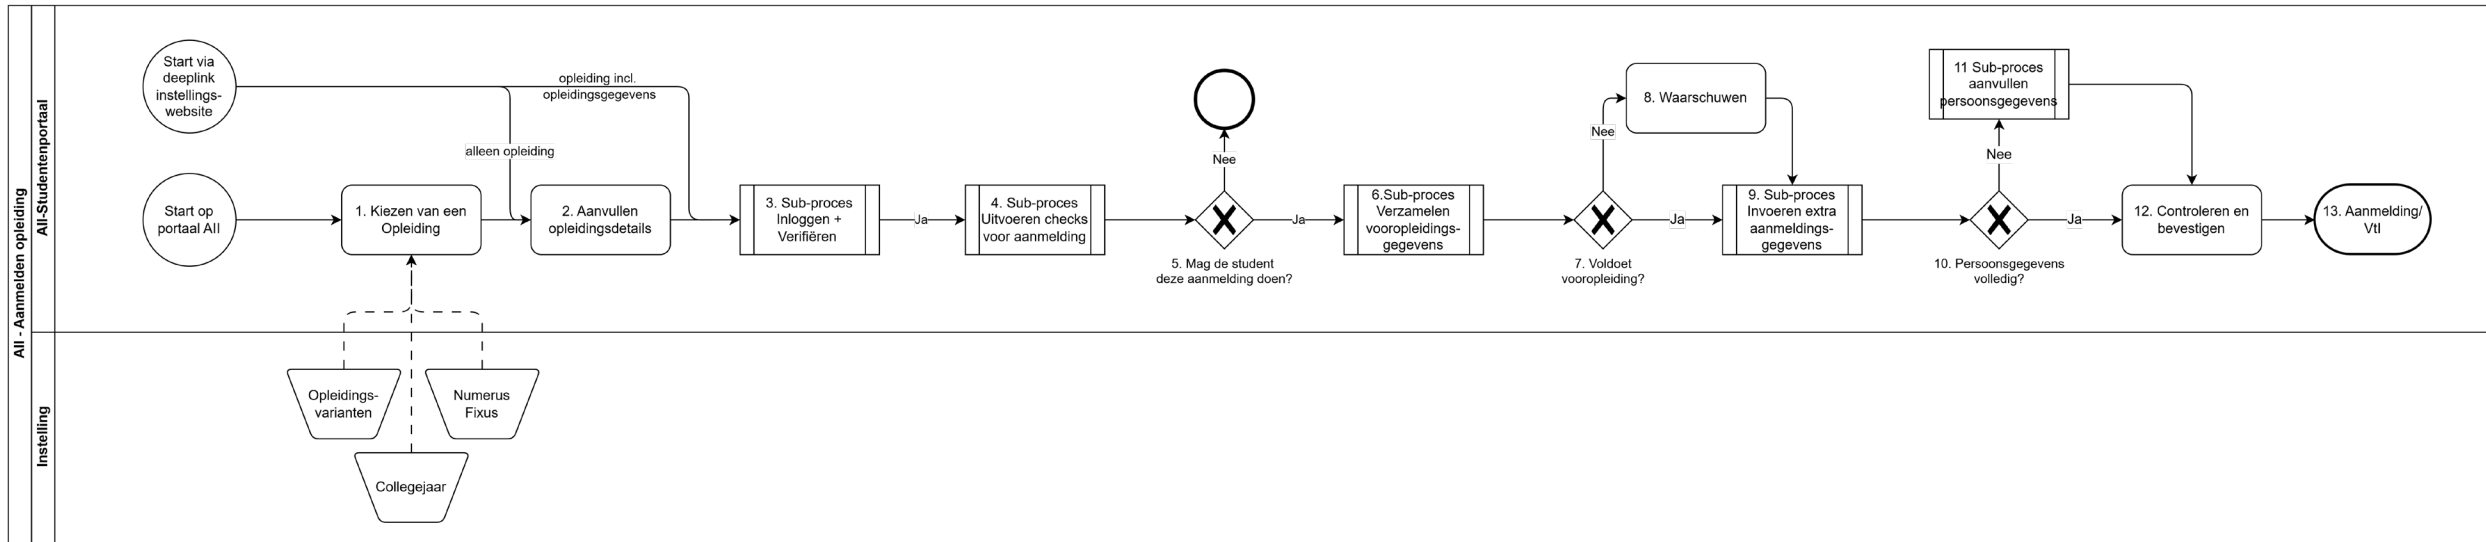 AII - Aanmelden opleiding
AII-Studentenportaal
Start via
deeplink
instellings-
website
opleiding incl.
opleidingsgegevens
alleen opleiding
Start op
portaal AII
1. Kiezen van een
Opleiding
2. Aanvullen
opleidingsdetails
3. Sub-proces
Inloggen +
Verifiëren
Ja
4. Sub-proces
Uitvoeren checks
voor aanmelding
Nee
5. Mag de student
deze aanmelding doen?
Ja
6.Sub-proces
Verzamelen
vooropleidings-
gegevens
7. Voldoet
vooropleiding?
Nee
8. Waarschuwen
Ja
9. Sub-proces
Invoeren extra
aanmeldings-
gegevens
10. Persoonsgegevens
volledig?
Nee
11 Sub-proces
aanvullen
persoonsgegevens
Ja
12. Controleren en
bevestigen
13. Aanmelding/
VtI
Instelling
Opleidings-
varianten
Numerus
Fixus
Collegejaar